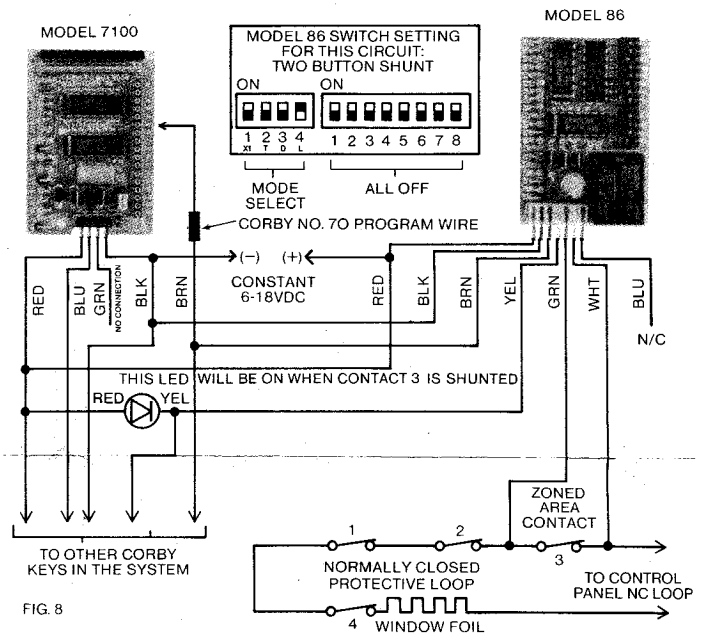 MODEL 7100
MODEL 86 SWITCH SETTING
FOR THIS CIRCUIT:
TWO BUTTON SHUNT
ON
ON
1 2 3 4
X1 T D L
1 2 3 4 5 6 7 8
MODE
SELECT
ALL OFF
MODEL 86
CORBY NO. 70 PROGRAM WIRE
(−) (+)
CONSTANT
6-18VDC
RED
BLU
GRN
NO CONNECTION
BLK
BRN
RED
BLK
BRN
YEL
GRN
WHT
BLU
N/C
THIS LED WILL BE ON WHEN CONTACT 3 IS SHUNTED
RED
YEL
TO OTHER CORBY
KEYS IN THE SYSTEM
ZONED
AREA
CONTACT
1
2
3
NORMALLY CLOSED
PROTECTIVE LOOP
TO CONTROL
PANEL NC LOOP
4
WINDOW FOIL
FIG. 8